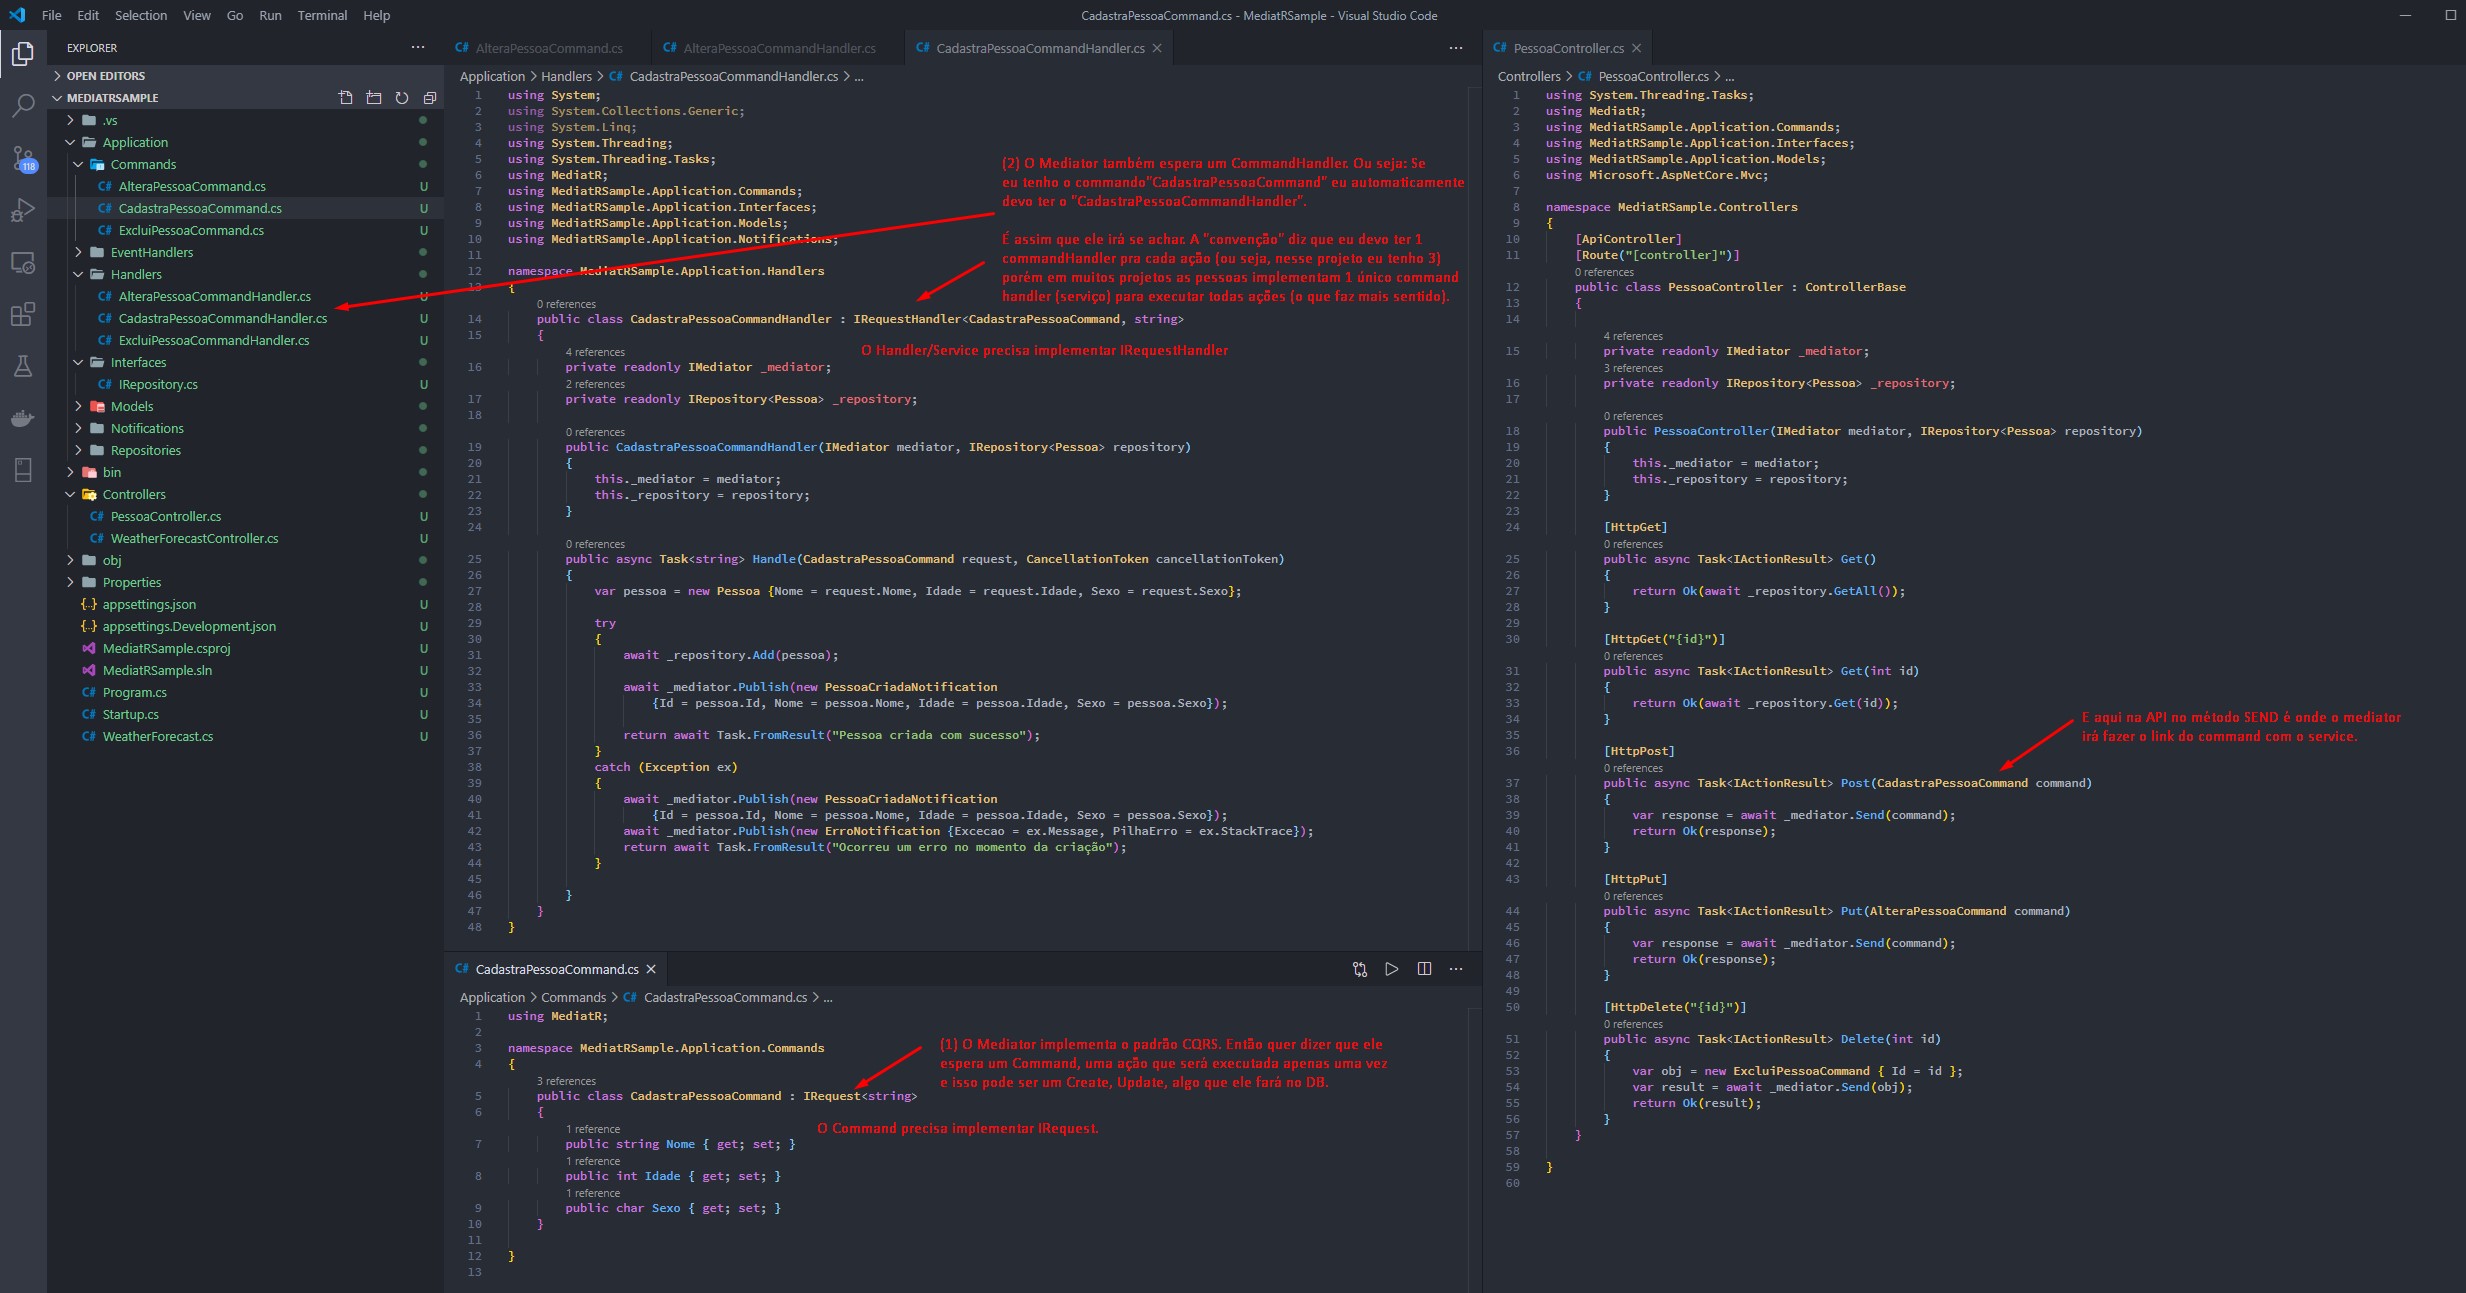 File Edit Selection View Go Run Terminal Help
CadastraPessoaCommand.cs - MediatRSample - Visual Studio Code
EXPLORER
OPEN EDITORS
MEDIATRSAMPLE
.vs
Application
Commands
AlteraPessoaCommand.cs U
CadastraPessoaCommand.cs U
ExcluiPessoaCommand.cs U
EventHandlers
Handlers
AlteraPessoaCommandHandler.cs U
CadastraPessoaCommandHandler.cs U
ExcluiPessoaCommandHandler.cs U
Interfaces
IRepository.cs U
Models
Notifications
Repositories
bin
Controllers
PessoaController.cs U
WeatherForecastController.cs U
obj
Properties
appsettings.json U
appsettings.Development.json U
MediatRSample.csproj U
MediatRSample.sln U
Program.cs U
Startup.cs U
WeatherForecast.cs U
118
AlteraPessoaCommand.cs AlteraPessoaCommandHandler.cs CadastraPessoaCommandHandler.cs
Application > Handlers > CadastraPessoaCommandHandler.cs > ...
1 using System;
2 using System.Collections.Generic;
3 using System.Linq;
4 using System.Threading;
5 using System.Threading.Tasks;
6 using MediatR;
7 using MediatRSample.Application.Commands;
8 using MediatRSample.Application.Interfaces;
9 using MediatRSample.Application.Models;
10 using MediatRSample.Application.Notifications;
11
12 namespace MediatRSample.Application.Handlers
13 {
0 references
14 public class CadastraPessoaCommandHandler : IRequestHandler<CadastraPessoaCommand, string>
15 {
4 references
16 private readonly IMediator _mediator;
2 references
17 private readonly IRepository<Pessoa> _repository;
18
0 references
19 public CadastraPessoaCommandHandler(IMediator mediator, IRepository<Pessoa> repository)
20 {
21 this._mediator = mediator;
22 this._repository = repository;
23 }
24
0 references
25 public async Task<string> Handle(CadastraPessoaCommand request, CancellationToken cancellationToken)
26 {
27 var pessoa = new Pessoa {Nome = request.Nome, Idade = request.Idade, Sexo = request.Sexo};
28
29 try
30 {
31 await _repository.Add(pessoa);
32
33 await _mediator.Publish(new PessoaCriadaNotification
34 {Id = pessoa.Id, Nome = pessoa.Nome, Idade = pessoa.Idade, Sexo = pessoa.Sexo});
35
36 return await Task.FromResult("Pessoa criada com sucesso");
37 }
38 catch (Exception ex)
39 {
40 await _mediator.Publish(new PessoaCriadaNotification
41 {Id = pessoa.Id, Nome = pessoa.Nome, Idade = pessoa.Idade, Sexo = pessoa.Sexo});
42 await _mediator.Publish(new ErroNotification {Excecao = ex.Message, PilhaErro = ex.StackTrace});
43 return await Task.FromResult("Ocorreu um erro no momento da criação");
44 }
45
46 }
47 }
48 }
(2) O Mediator também espera um CommandHandler. Ou seja: Se
eu tenho o commando"CadastraPessoaCommand" eu automaticamente
devo ter o "CadastraPessoaCommandHandler".
É assim que ele irá se achar. A "convenção" diz que eu devo ter 1
commandHandler pra cada ação (ou seja, nesse projeto eu tenho 3)
porém em muitos projetos as pessoas implementam 1 único command
handler (serviço) para executar todas ações (o que faz mais sentido).
O Handler/Service precisa implementar IRequestHandler
CadastraPessoaCommand.cs
Application > Commands > CadastraPessoaCommand.cs > ...
1 using MediatR;
2
3 namespace MediatRSample.Application.Commands
4 {
3 references
5 public class CadastraPessoaCommand : IRequest<string>
6 {
1 reference
7 public string Nome { get; set; }
1 reference
8 public int Idade { get; set; }
1 reference
9 public char Sexo { get; set; }
10 }
11
12 }
13
(1) O Mediator implementa o padrão CQRS. Então quer dizer que ele
espera um Command, uma ação que será executada apenas uma vez
e isso pode ser um Create, Update, algo que ele fará no DB.
O Command precisa implementar IRequest.
PessoaController.cs
Controllers > PessoaController.cs > ...
1 using System.Threading.Tasks;
2 using MediatR;
3 using MediatRSample.Application.Commands;
4 using MediatRSample.Application.Interfaces;
5 using MediatRSample.Application.Models;
6 using Microsoft.AspNetCore.Mvc;
7
8 namespace MediatRSample.Controllers
9 {
10 [ApiController]
11 [Route("[controller]")]
0 references
12 public class PessoaController : ControllerBase
13 {
14
4 references
15 private readonly IMediator _mediator;
3 references
16 private readonly IRepository<Pessoa> _repository;
17
0 references
18 public PessoaController(IMediator mediator, IRepository<Pessoa> repository)
19 {
20 this._mediator = mediator;
21 this._repository = repository;
22 }
23
24 [HttpGet]
0 references
25 public async Task<IActionResult> Get()
26 {
27 return Ok(await _repository.GetAll());
28 }
29
30 [HttpGet("{id}")]
0 references
31 public async Task<IActionResult> Get(int id)
32 {
33 return Ok(await _repository.Get(id));
34 }
35
36 [HttpPost]
0 references
37 public async Task<IActionResult> Post(CadastraPessoaCommand command)
38 {
39 var response = await _mediator.Send(command);
40 return Ok(response);
41 }
42
43 [HttpPut]
0 references
44 public async Task<IActionResult> Put(AlteraPessoaCommand command)
45 {
46 var response = await _mediator.Send(command);
47 return Ok(response);
48 }
49
50 [HttpDelete("{id}")]
0 references
51 public async Task<IActionResult> Delete(int id)
52 {
53 var obj = new ExcluiPessoaCommand { Id = id };
54 var result = await _mediator.Send(obj);
55 return Ok(result);
56 }
57 }
58
59 }
60
E aqui na API no método SEND é onde o mediator
irá fazer o link do command com o service.